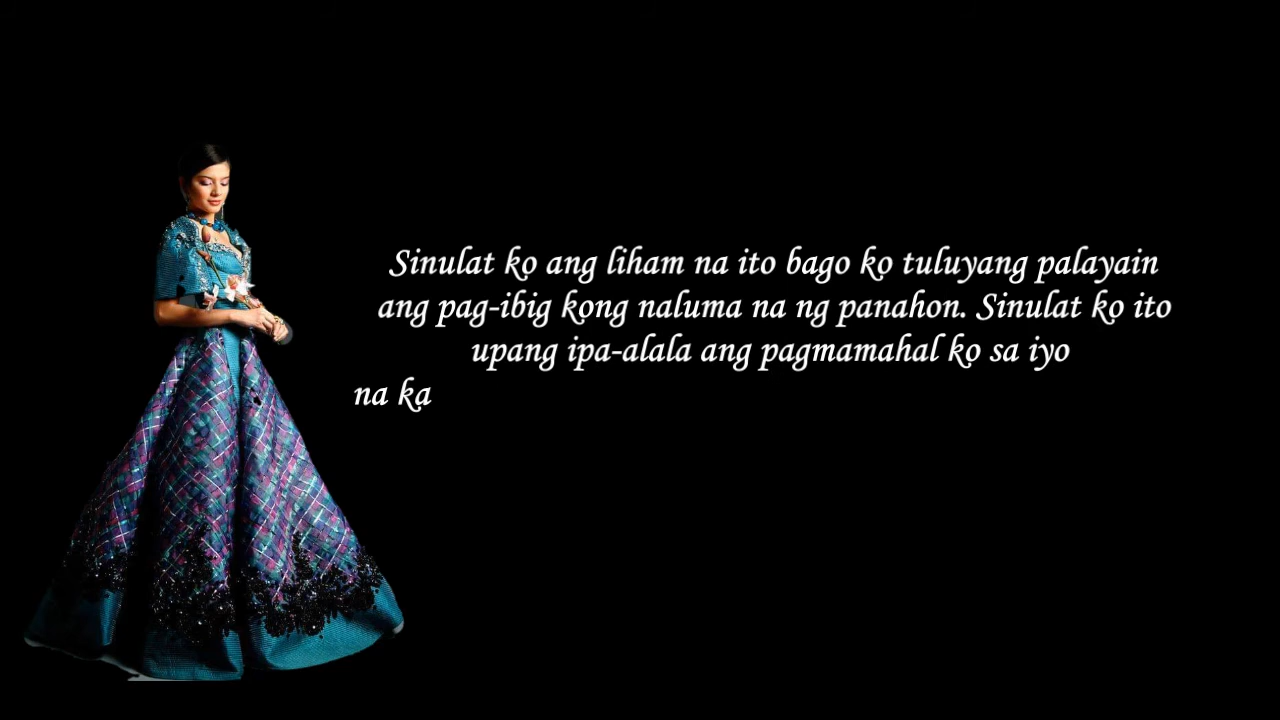 Sinulat ko ang liham na ito bago ko tuluyang palayain
ang pag-ibig kong naluma na ng panahon. Sinulat ko ito
upang ipa-alala ang pagmamahal ko sa iyo
na ka